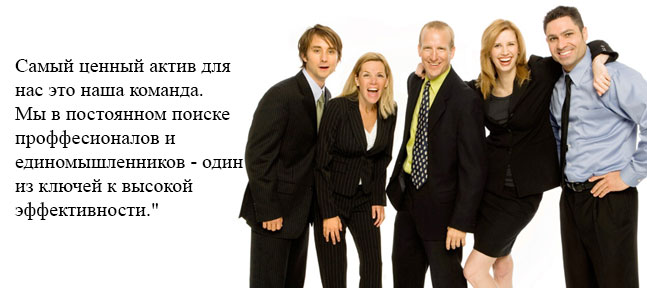 Самый ценный актив для
нас это наша команда.
Мы в постоянном поиске
проффесионалов и
единомышленников - один
из ключей к высокой
эффективности."